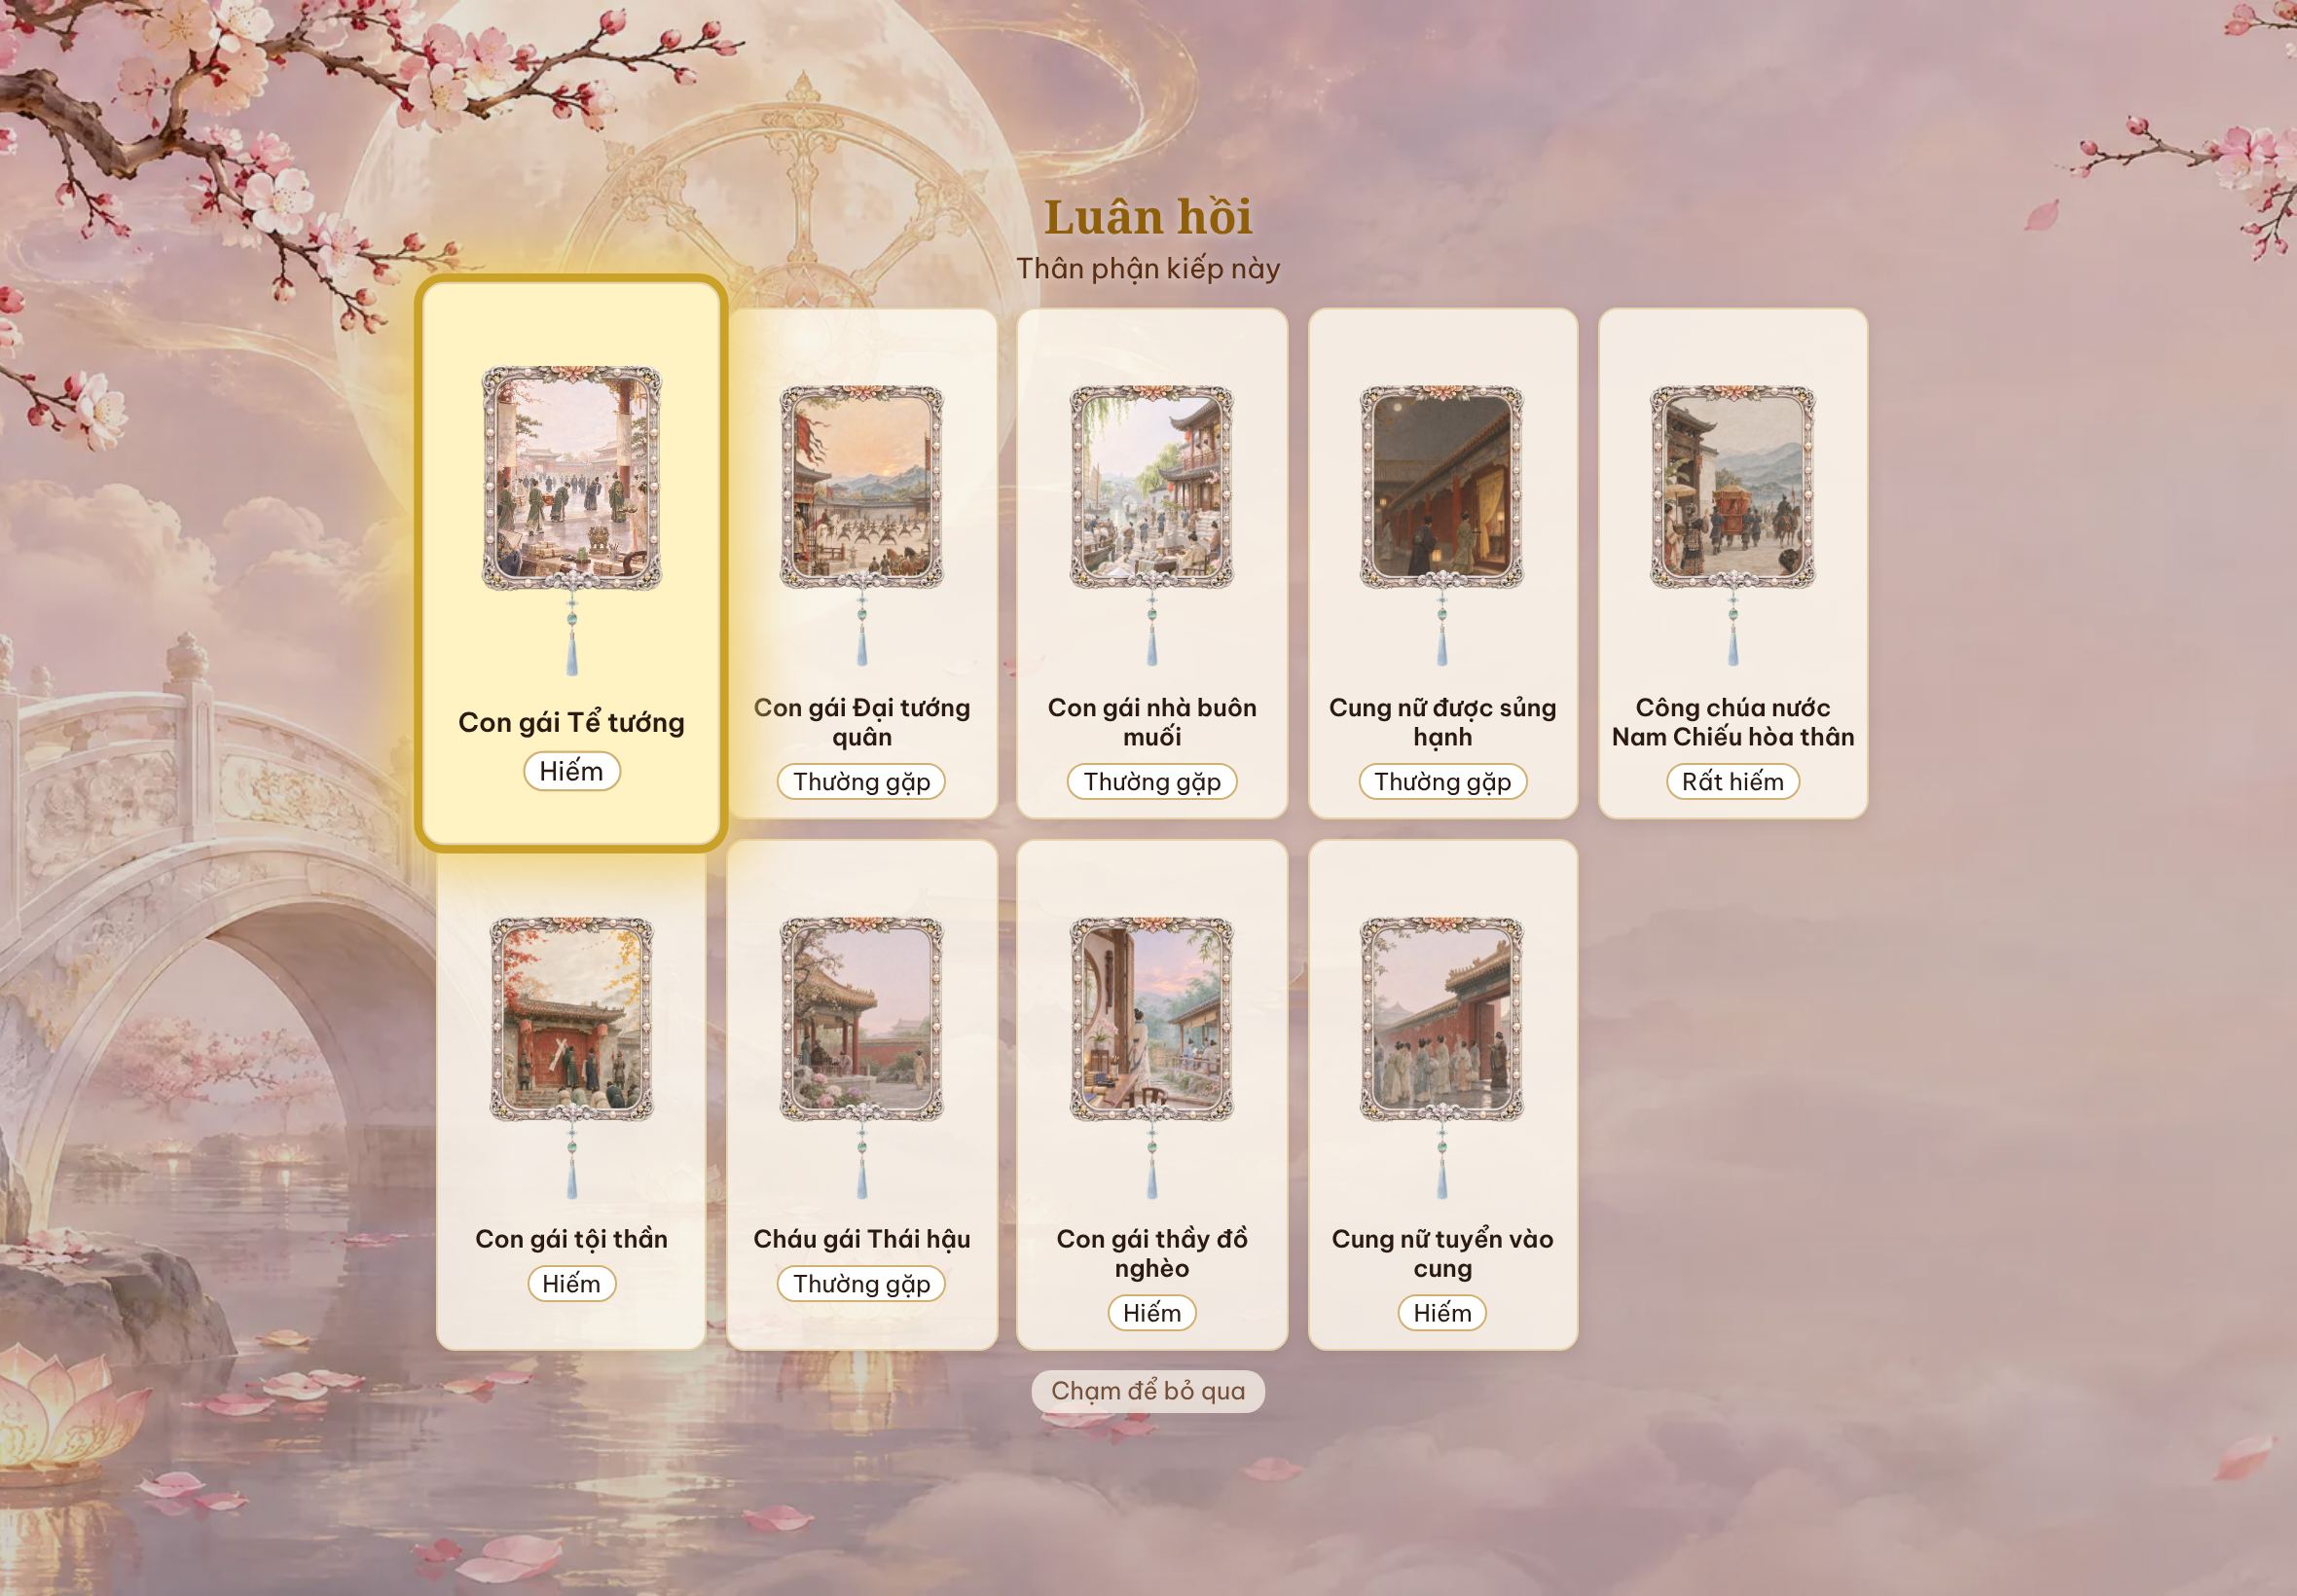 Luân hồi
Thân phận kiếp này
Con gái Tể tướng
Hiếm
Con gái Đại tướng
quân
Thường gặp
Con gái nhà buôn
muối
Thường gặp
Cung nữ được sủng
hạnh
Thường gặp
Công chúa nước
Nam Chiếu hòa thân
Rất hiếm
Con gái tội thần
Hiếm
Cháu gái Thái hậu
Thường gặp
Con gái thầy đồ
nghèo
Hiếm
Cung nữ tuyển vào
cung
Hiếm
Chạm để bỏ qua